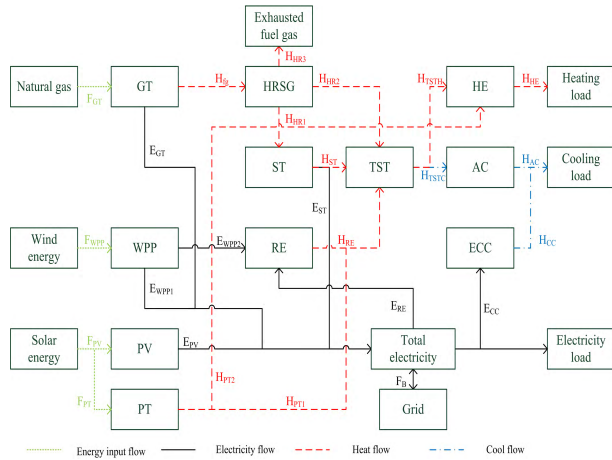 Exhausted
fuel gas
H_HR3
Natural gas
F_GT
GT
H_fg
HRSG
H_HR2
H_TSTH
HE
H_HE
Heating
load
H_HR1
E_GT
ST
H_ST
TST
H_TSTC
AC
H_AC
Cooling
load
E_ST
Wind
energy
F_WPP
WPP
E_WPP2
RE
H_RE
ECC
H_CC
E_WPP1
E_RE
E_CC
Solar
energy
F_PV
PV
E_PV
Total
electricity
Electricity
load
F_PT
PT
H_PT2
H_PT1
F_B
Grid
Energy input flow
Electricity flow
Heat flow
Cool flow